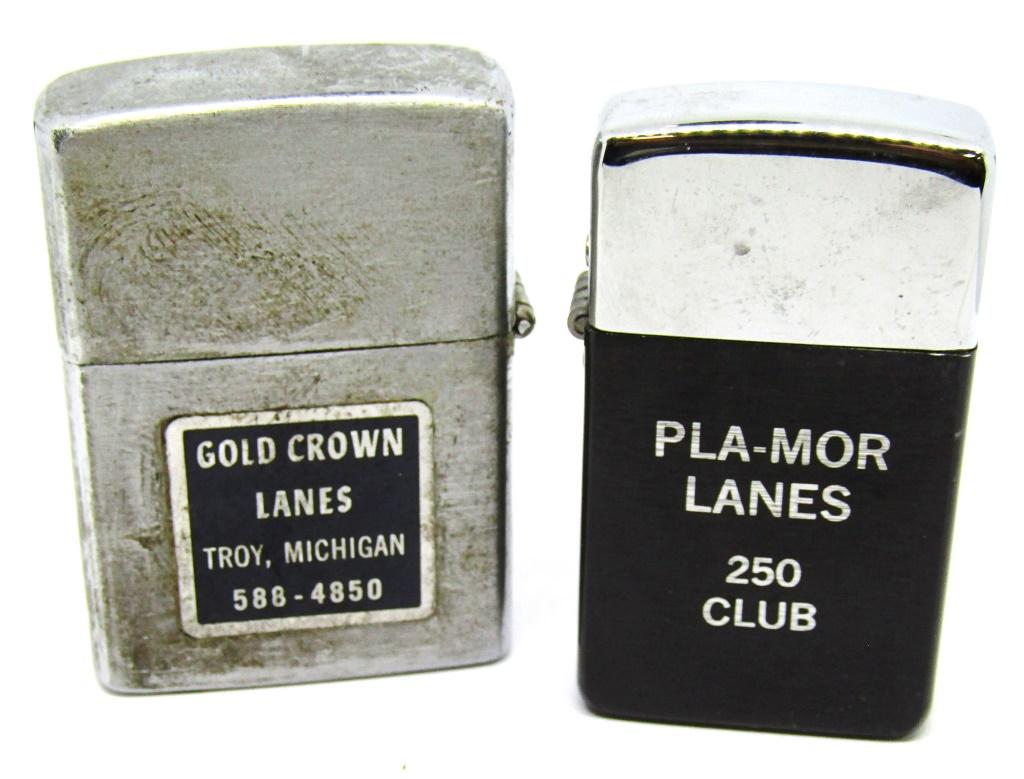 GOLD CROWN
LANES
TROY, MICHIGAN
588-4850
PLA-MOR
LANES
250
CLUB